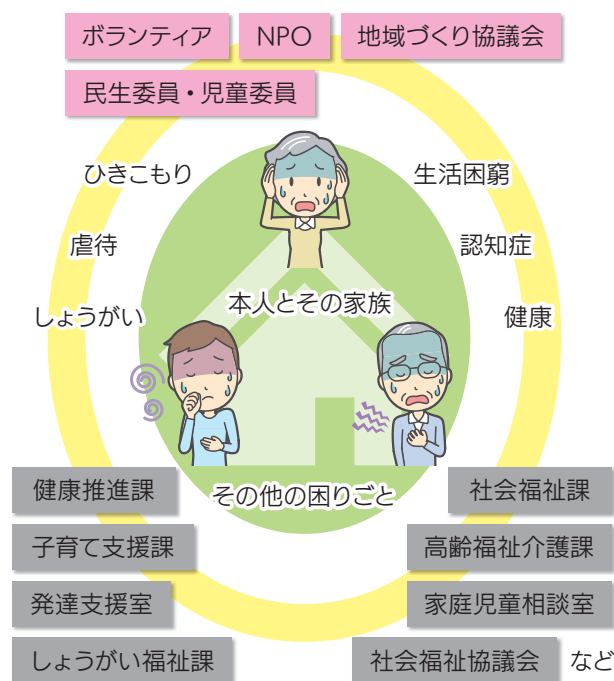 ボランティア NPO 地域づくり協議会
民生委員・児童委員
ひきこもり 生活困窮
虐待 認知症
しょうがい 本人とその家族 健康
健康推進課 その他の困りごと 社会福祉課
子育て支援課 高齢福祉介護課
発達支援室 家庭児童相談室
しょうがい福祉課 社会福祉協議会 など